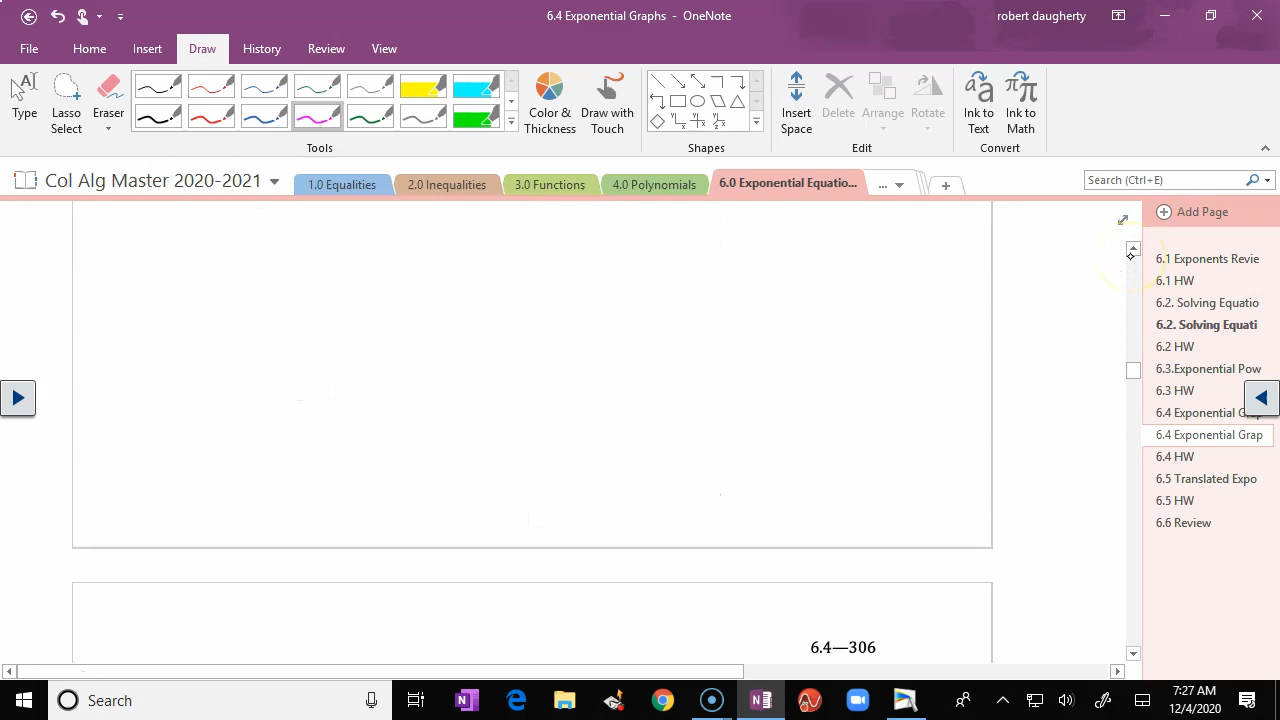 6.4 Exponential Graphs - OneNote
robert daugherty
File
Home
Insert
Draw
History
Review
View
Type
Lasso
Select
Eraser
Color &
Thickness
Draw with
Touch
Insert
Space
Delete
Arrange
Rotate
Ink to
Text
Ink to
Math
Tools
Shapes
Edit
Convert
Col Alg Master 2020-2021
1.0 Equalities
2.0 Inequalities
3.0 Functions
4.0 Polynomials
6.0 Exponential Equatio...
...
Search (Ctrl+E)
Add Page
6.1 Exponents Revie
6.1 HW
6.2. Solving Equatio
6.2. Solving Equati
6.2 HW
6.3.Exponential Pow
6.3 HW
6.4 Exponential Grap
6.4 Exponential Grap
6.4 HW
6.5 Translated Expo
6.5 HW
6.6 Review
6.4—306
Search
7:27 AM
12/4/2020